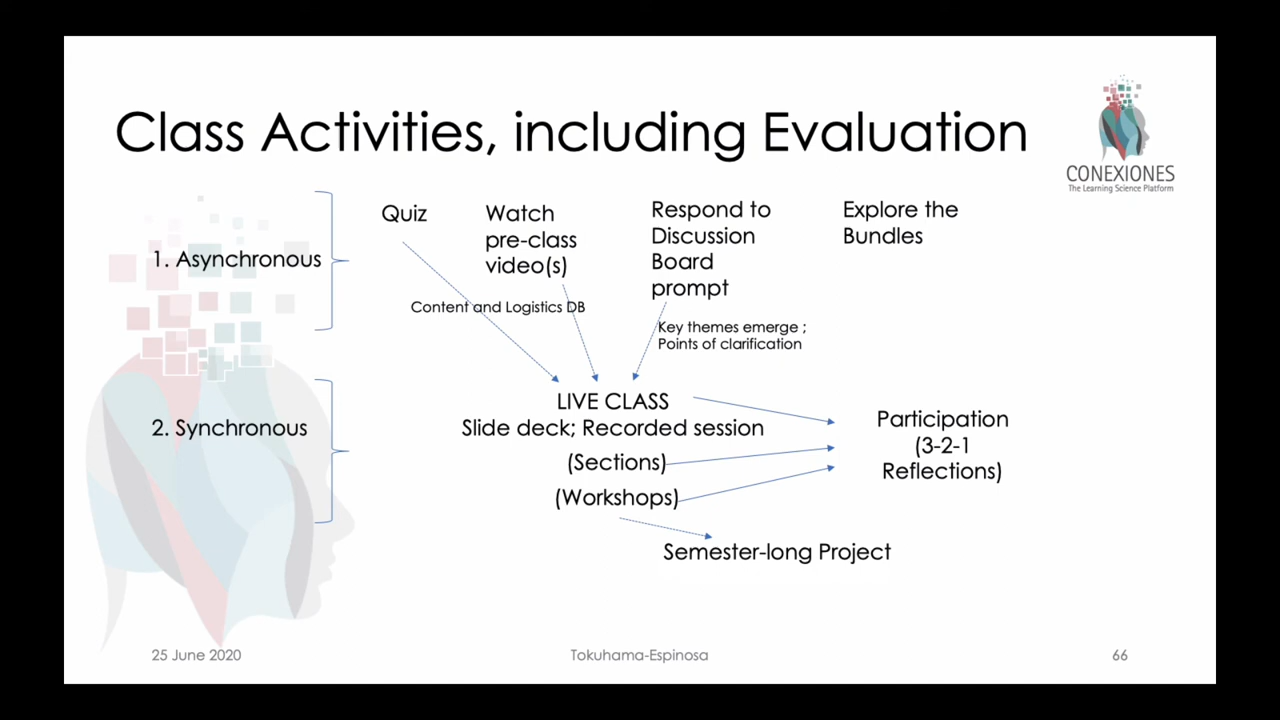 Class Activities, including Evaluation
CONEXIONES
The Learning Science Platform
1. Asynchronous
Quiz
Watch
pre-class
video(s)
Respond to
Discussion
Board
prompt
Explore the
Bundles
Content and Logistics DB
Key themes emerge ;
Points of clarification
2. Synchronous
LIVE CLASS
Slide deck; Recorded session
(Sections)
(Workshops)
Participation
(3-2-1
Reflections)
Semester-long Project
25 June 2020
Tokuhama-Espinosa
66